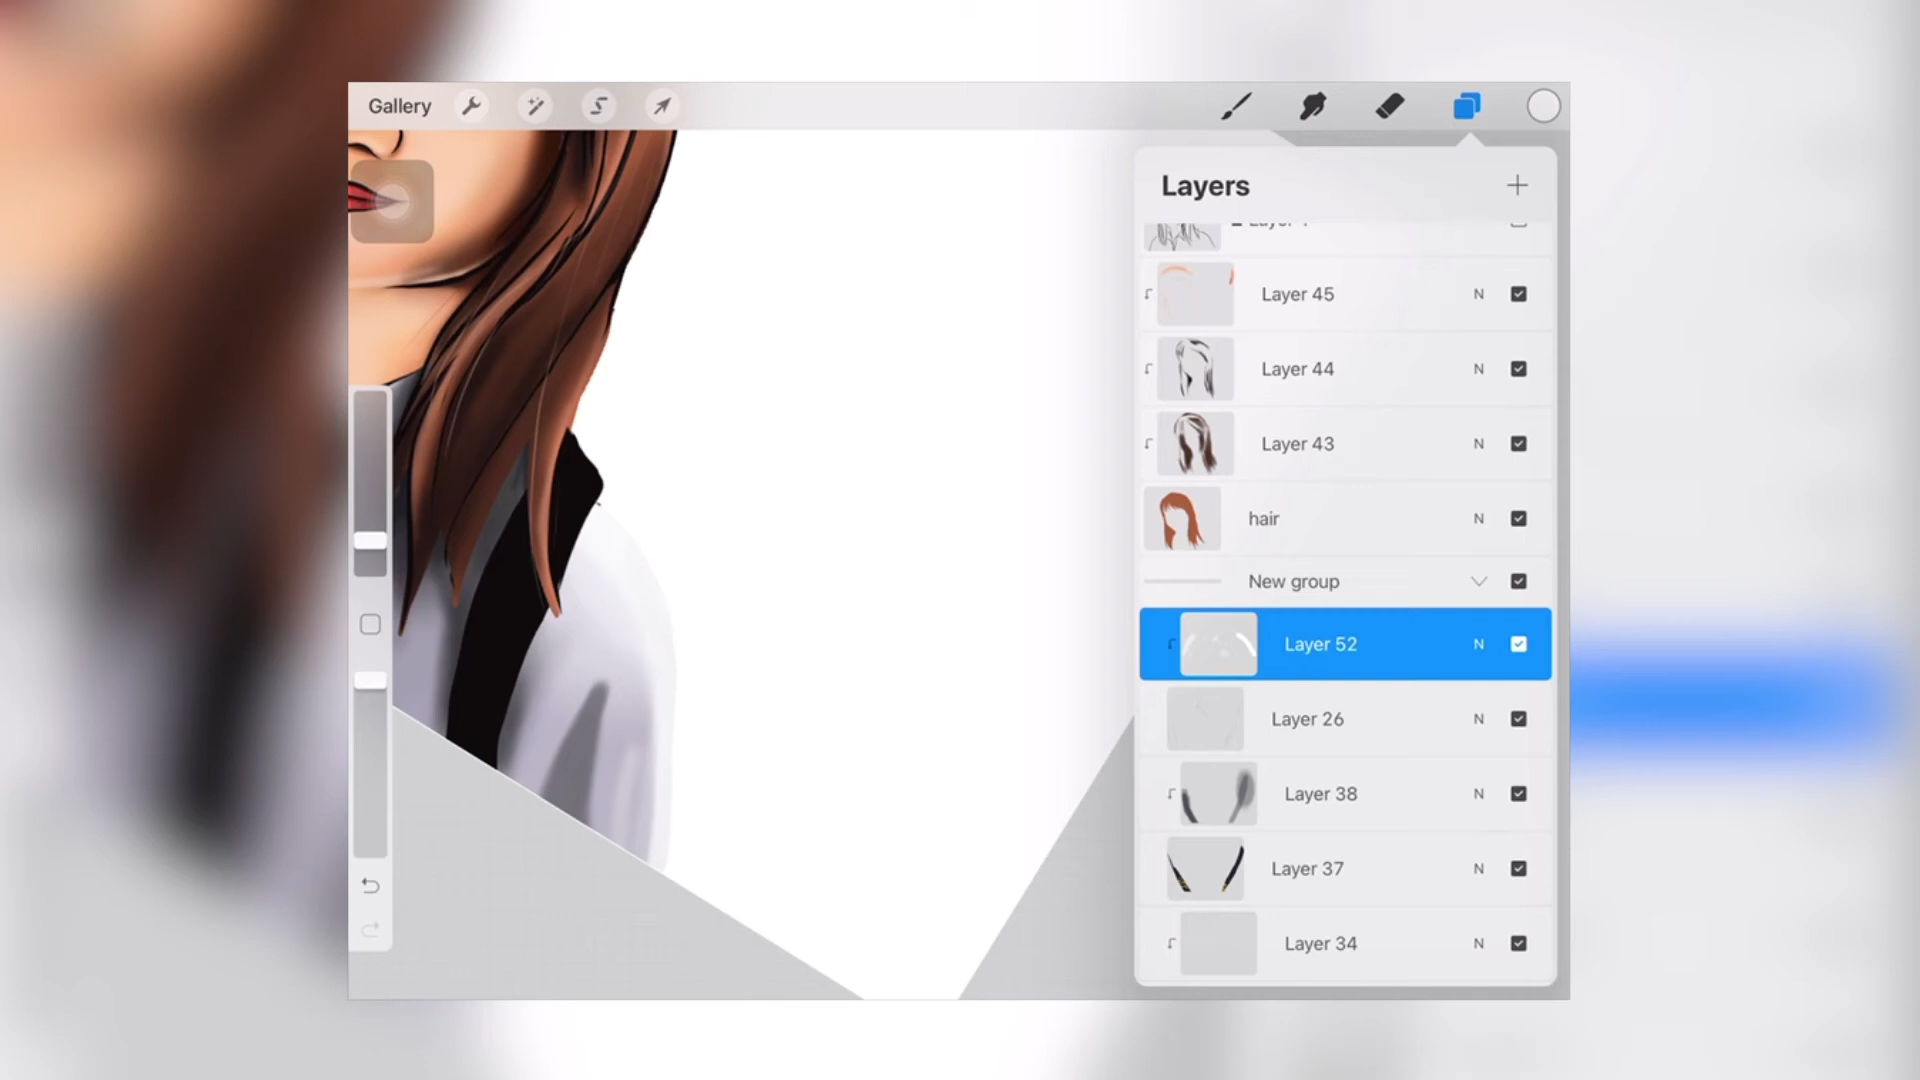 Gallery
Layers
Layer 45 N
Layer 44 N
Layer 43 N
hair N
New group
Layer 52 N
Layer 26 N
Layer 38 N
Layer 37 N
Layer 34 N